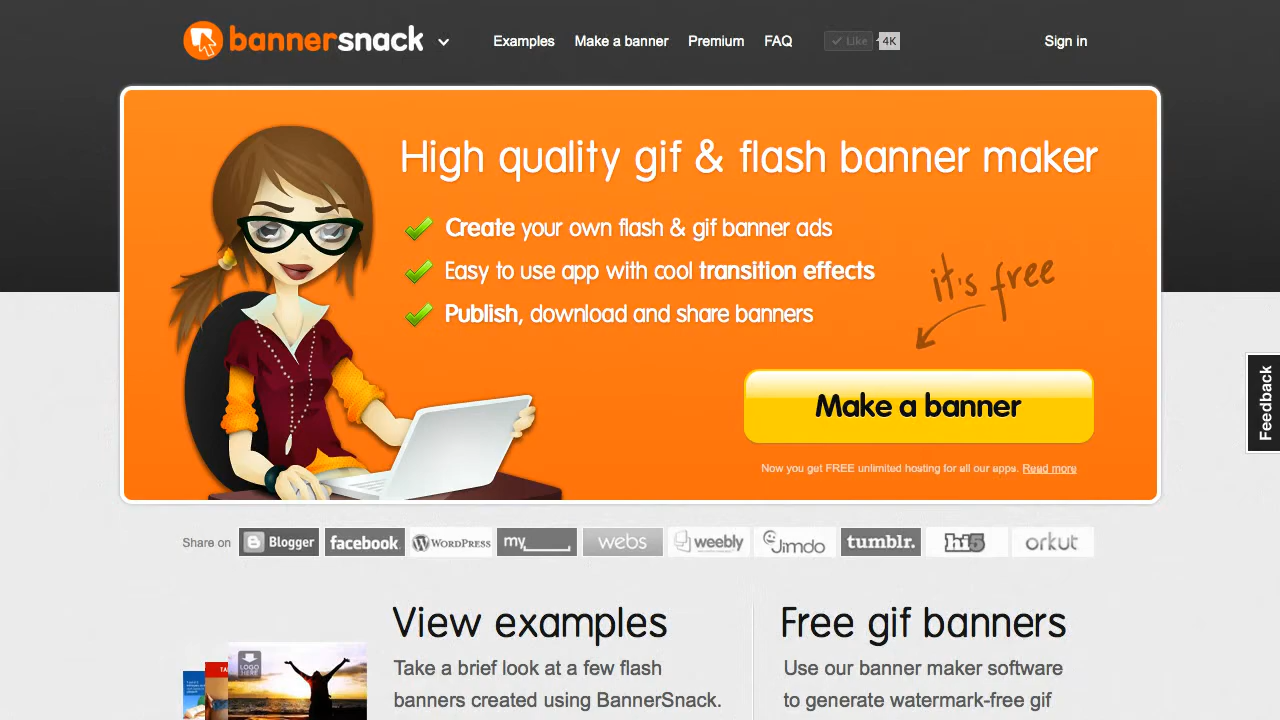 bannersnack
Examples Make a banner Premium FAQ
Like 4K
Sign in
High quality gif & flash banner maker
Create your own flash & gif banner ads
Easy to use app with cool transition effects
Publish, download and share banners
it's free
Make a banner
Now you get FREE unlimited hosting for all our apps. Read more
Feedback
Share on Blogger facebook. WORDPRESS my webs weebly Jimdo tumblr. hi5 orkut
View examples
Take a brief look at a few flash
banners created using BannerSnack.
LOGO
HERE
Free gif banners
Use our banner maker software
to generate watermark-free gif